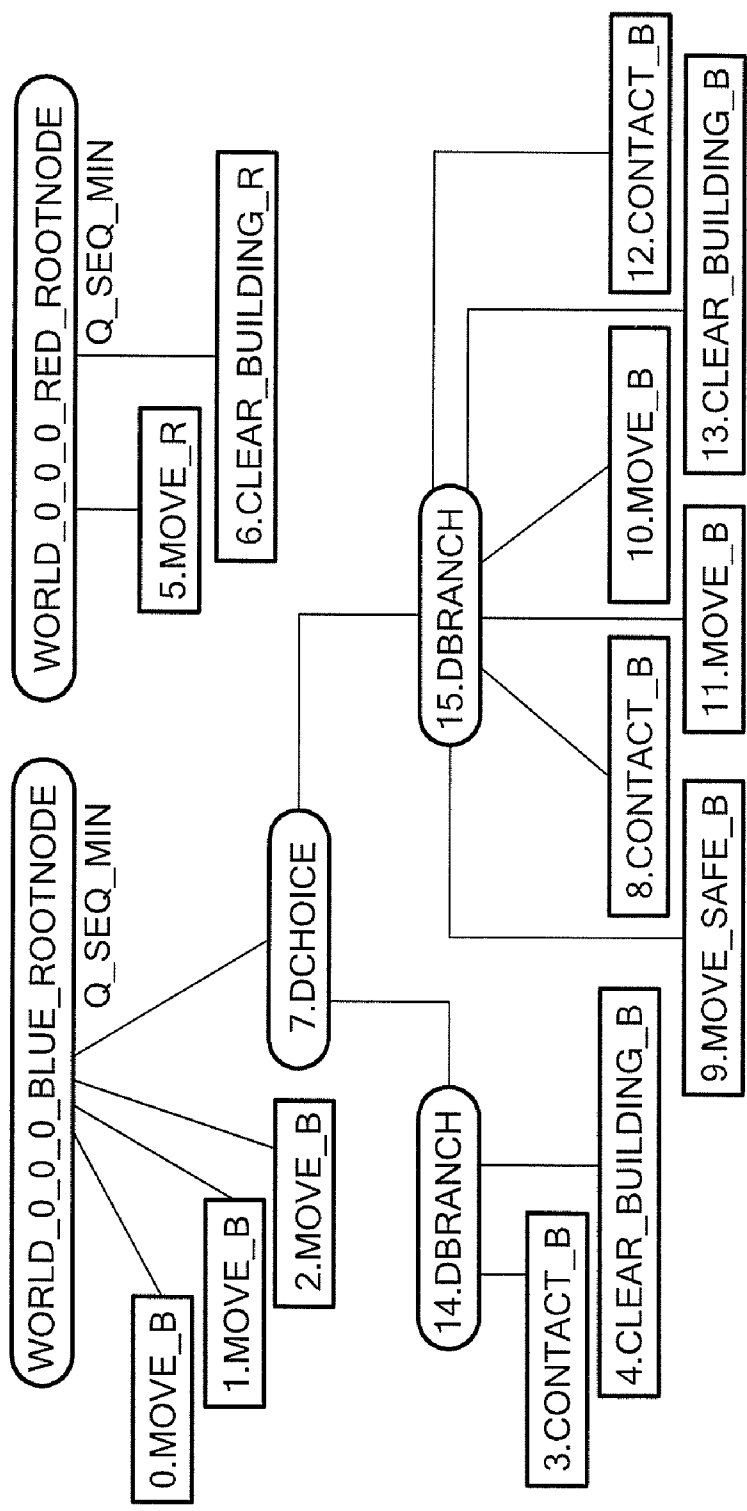 WORLD_0_0_0_BLUE_ROOTNODE
Q_SEQ_MIN
0.MOVE_B
1.MOVE_B
2.MOVE_B
7.DCHOICE
14.DBRANCH
3.CONTACT_B
4.CLEAR_BUILDING_B
WORLD_0_0_0_RED_ROOTNODE
Q_SEQ_MIN
5.MOVE_R
6.CLEAR_BUILDING_R
15.DBRANCH
8.CONTACT_B
9.MOVE_SAFE_B
10.MOVE_B
11.MOVE_B
12.CONTACT_B
13.CLEAR_BUILDING_B